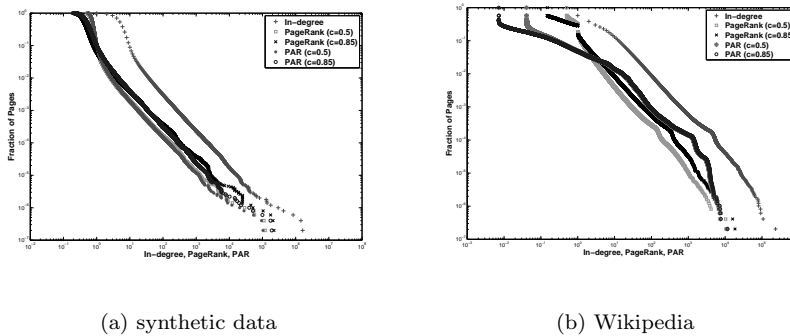 In−degree
PageRank (c=0.5)
PageRank (c=0.85)
PAR (c=0.5)
PAR (c=0.85)
Fraction of Pages
In−degree, PageRank, PAR
(a) synthetic data
In−degree
PageRank (c=0.5)
PageRank (c=0.85)
PAR (c=0.5)
PAR (c=0.85)
Fraction of Pages
In−degree, PageRank, PAR
(b) Wikipedia